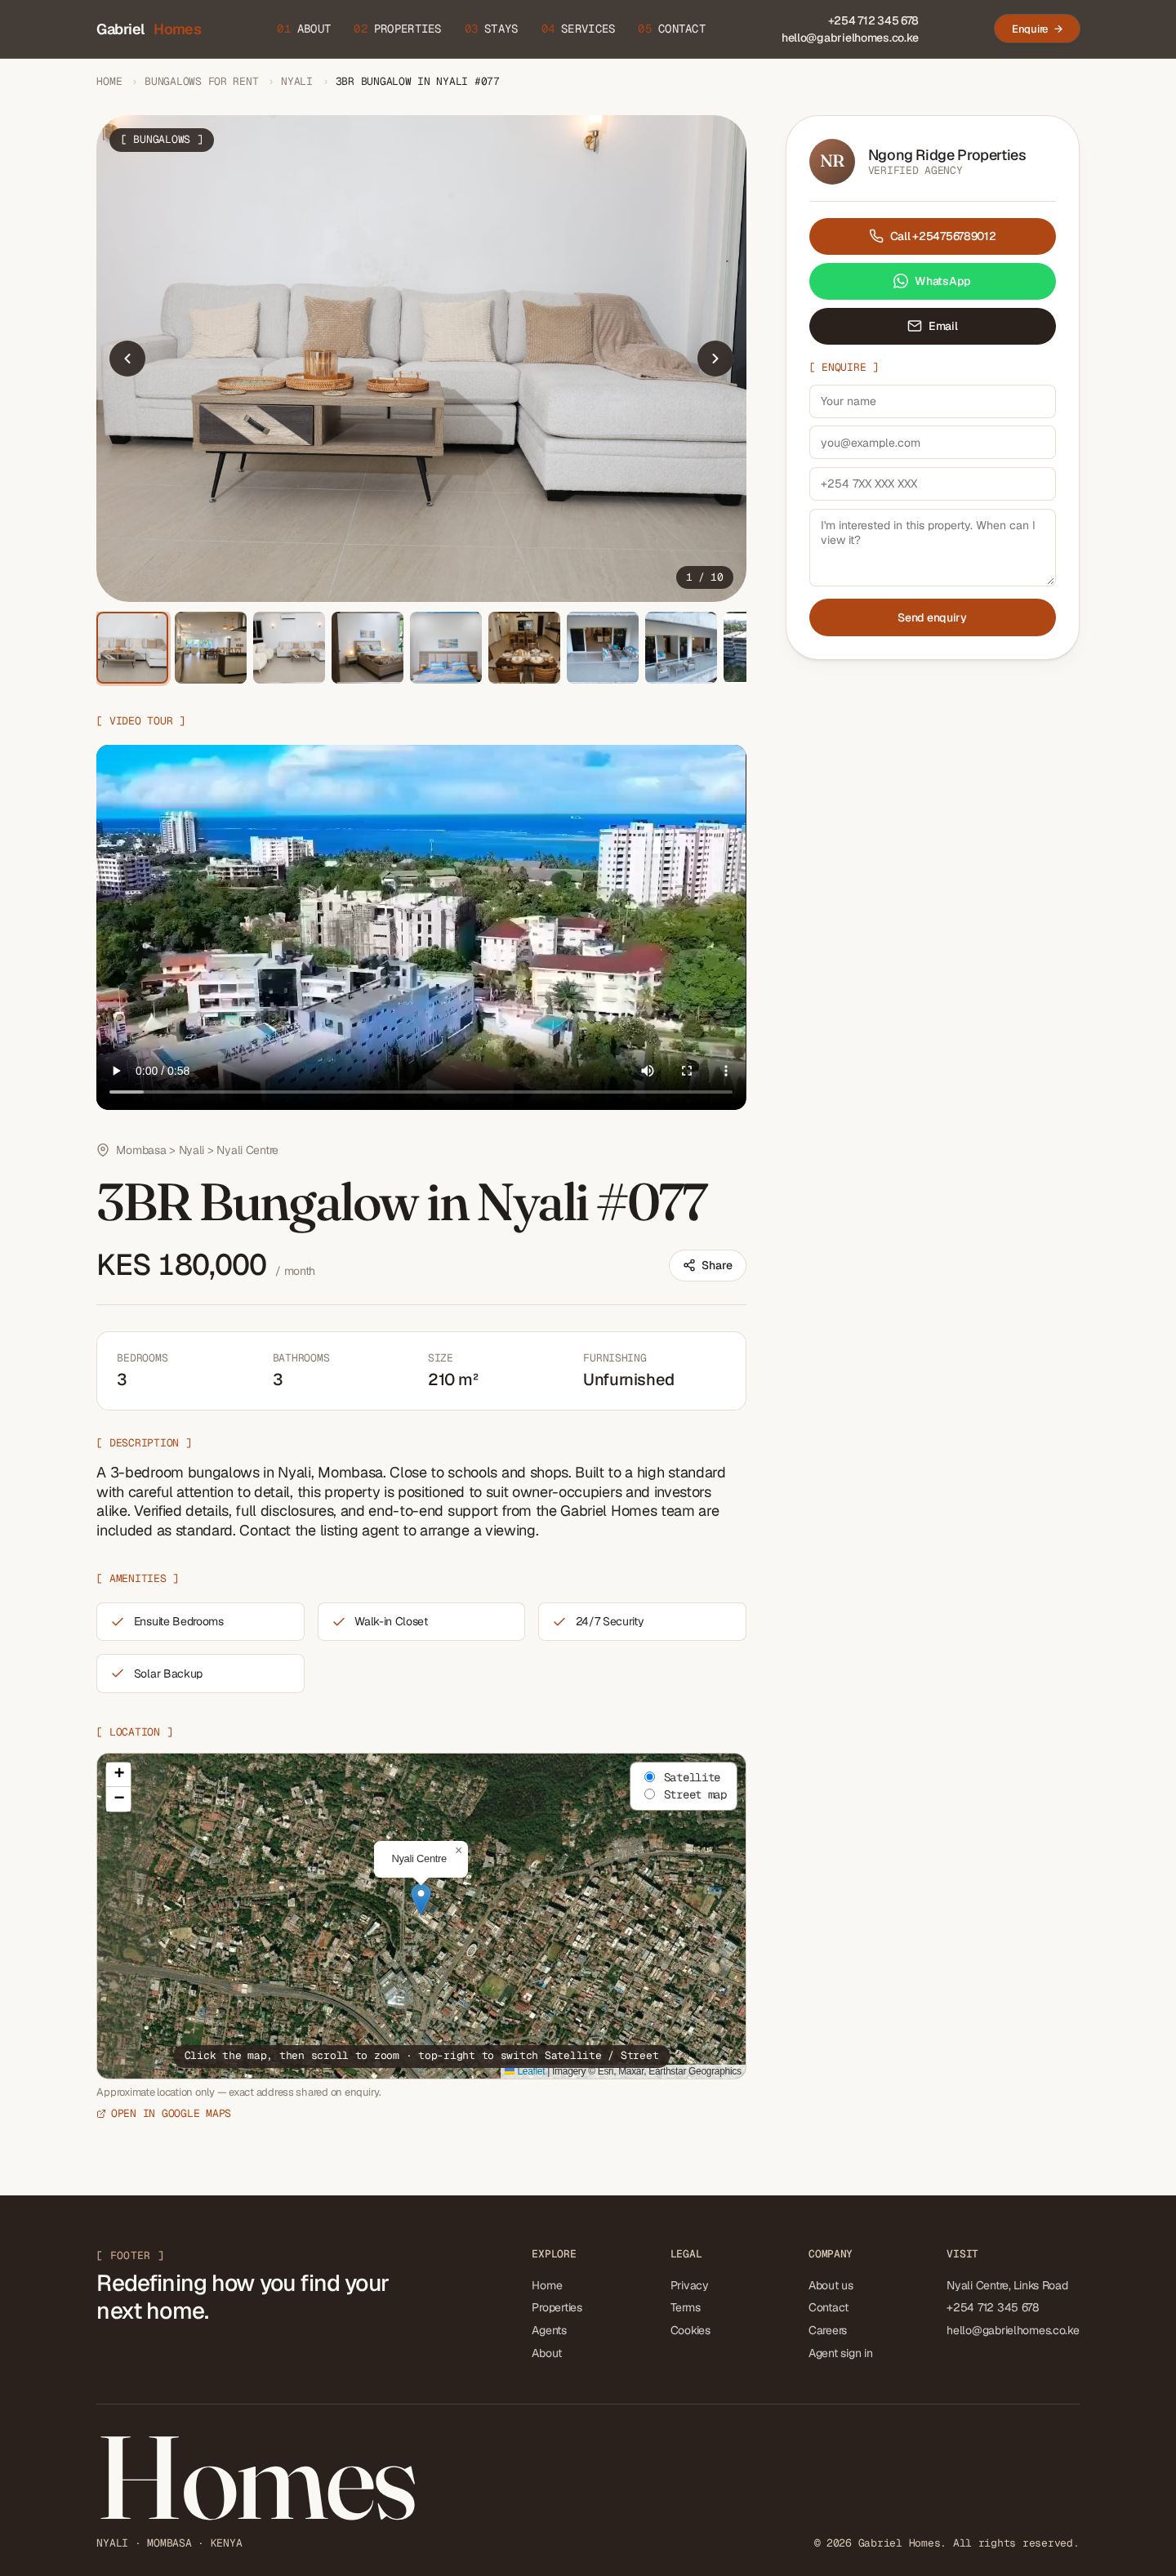 Gabriel Homes
01 ABOUT
02 PROPERTIES
03 STAYS
04 SERVICES
05 CONTACT
+254 712 345 678
hello@gabrielhomes.co.ke
Enquire →
HOME › BUNGALOWS FOR RENT › NYALI › 3BR BUNGALOW IN NYALI #077
[ BUNGALOWS ]
1 / 10
NR
Ngong Ridge Properties
VERIFIED AGENCY
Call +254756789012
WhatsApp
Email
[ ENQUIRE ]
Your name
you@example.com
+254 7XX XXX XXX
I'm interested in this property. When can I
view it?
Send enquiry
[ VIDEO TOUR ]
0:00 / 0:58
Mombasa > Nyali > Nyali Centre
3BR Bungalow in Nyali #077
KES 180,000 / month
Share
BEDROOMS
3
BATHROOMS
3
SIZE
210 m²
FURNISHING
Unfurnished
[ DESCRIPTION ]
A 3-bedroom bungalows in Nyali, Mombasa. Close to schools and shops. Built to a high standard
with careful attention to detail, this property is positioned to suit owner-occupiers and investors
alike. Verified details, full disclosures, and end-to-end support from the Gabriel Homes team are
included as standard. Contact the listing agent to arrange a viewing.
[ AMENITIES ]
Ensuite Bedrooms
Walk-in Closet
24/7 Security
Solar Backup
[ LOCATION ]
+
−
Satellite
Street map
Nyali Centre
×
Click the map, then scroll to zoom · top-right to switch Satellite / Street
Leaflet | Imagery © Esri, Maxar, Earthstar Geographics
Approximate location only — exact address shared on enquiry.
OPEN IN GOOGLE MAPS
[ FOOTER ]
Redefining how you find your
next home.
EXPLORE
Home
Properties
Agents
About
LEGAL
Privacy
Terms
Cookies
COMPANY
About us
Contact
Careers
Agent sign in
VISIT
Nyali Centre, Links Road
+254 712 345 678
hello@gabrielhomes.co.ke
Homes
NYALI · MOMBASA · KENYA
© 2026 Gabriel Homes. All rights reserved.